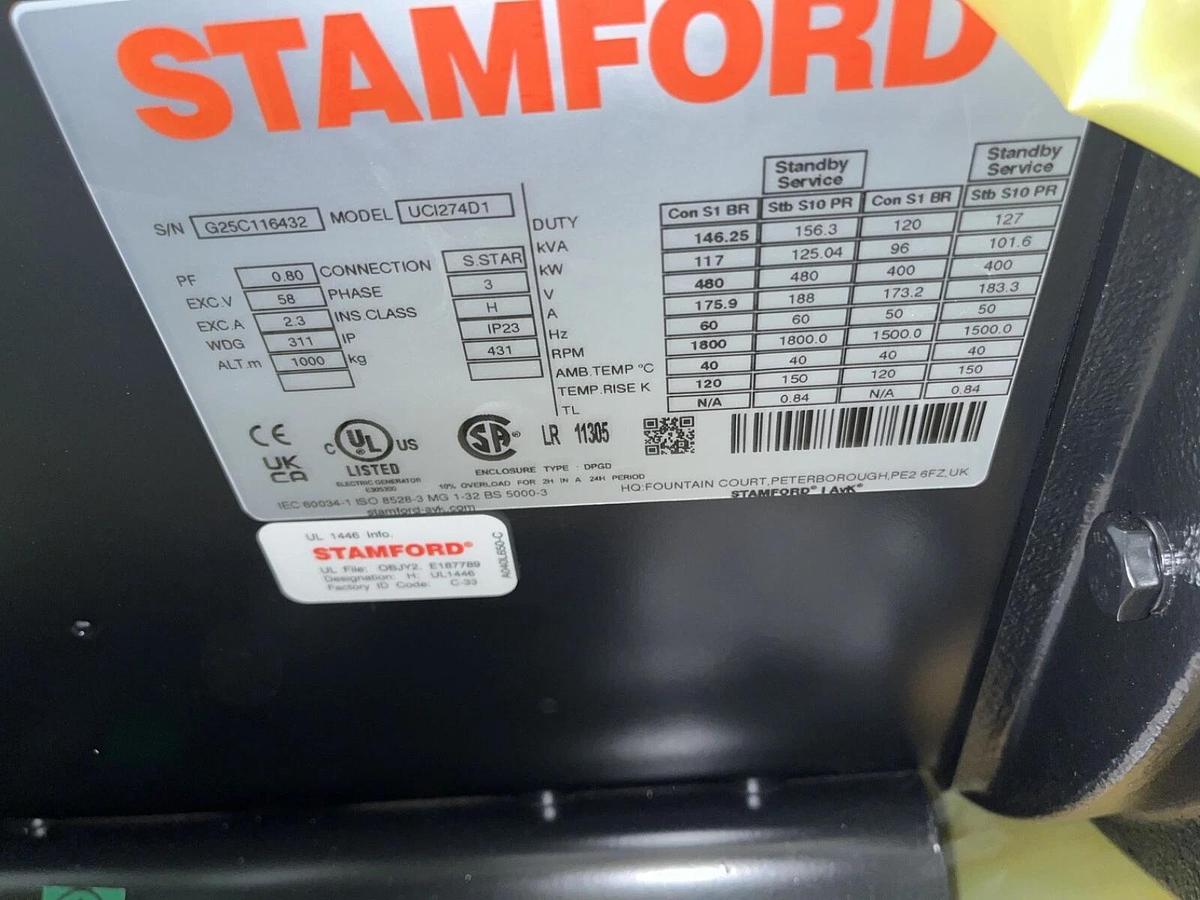 STAMFORD
S/N G25C116432 MODEL UCI274D1
Standby Service Standby Service
DUTY Con S1 BR Stb S10 PR Con S1 BR Stb S10 PR
kVA 146.25 156.3 120 127
kW 117 125.04 96 101.6
V 480 480 400 400
A 175.9 188 173.2 183.3
Hz 60 60 50 50
RPM 1800 1800.0 1500.0 1500.0
AMB.TEMP °C 40 40 40 40
TEMP.RISE K 120 150 120 150
TL N/A 0.84 N/A 0.84
PF 0.80 CONNECTION S.STAR
EXC.V 58 PHASE 3
EXC.A 2.3 INS.CLASS H
WDG 311 IP IP23
ALT.m 1000 kg 431
CE
UK
CA
c UL US
LISTED
ELECTRIC GENERATOR
E305300
SA LR 11305
ENCLOSURE TYPE : DPGD
10% OVERLOAD FOR 2H IN A 24H PERIOD
IEC 60034-1 ISO 8528-3 MG 1-32 BS 5000-3
HQ:FOUNTAIN COURT,PETERBOROUGH,PE2 6FZ,UK
STAMFORD® | AvK®
stamford-avk.com
UL 1446 Info.
STAMFORD®
UL File: OBJY2. E187789
Designation: H: UL1446
Factory ID Code: C-33
A040L650-C